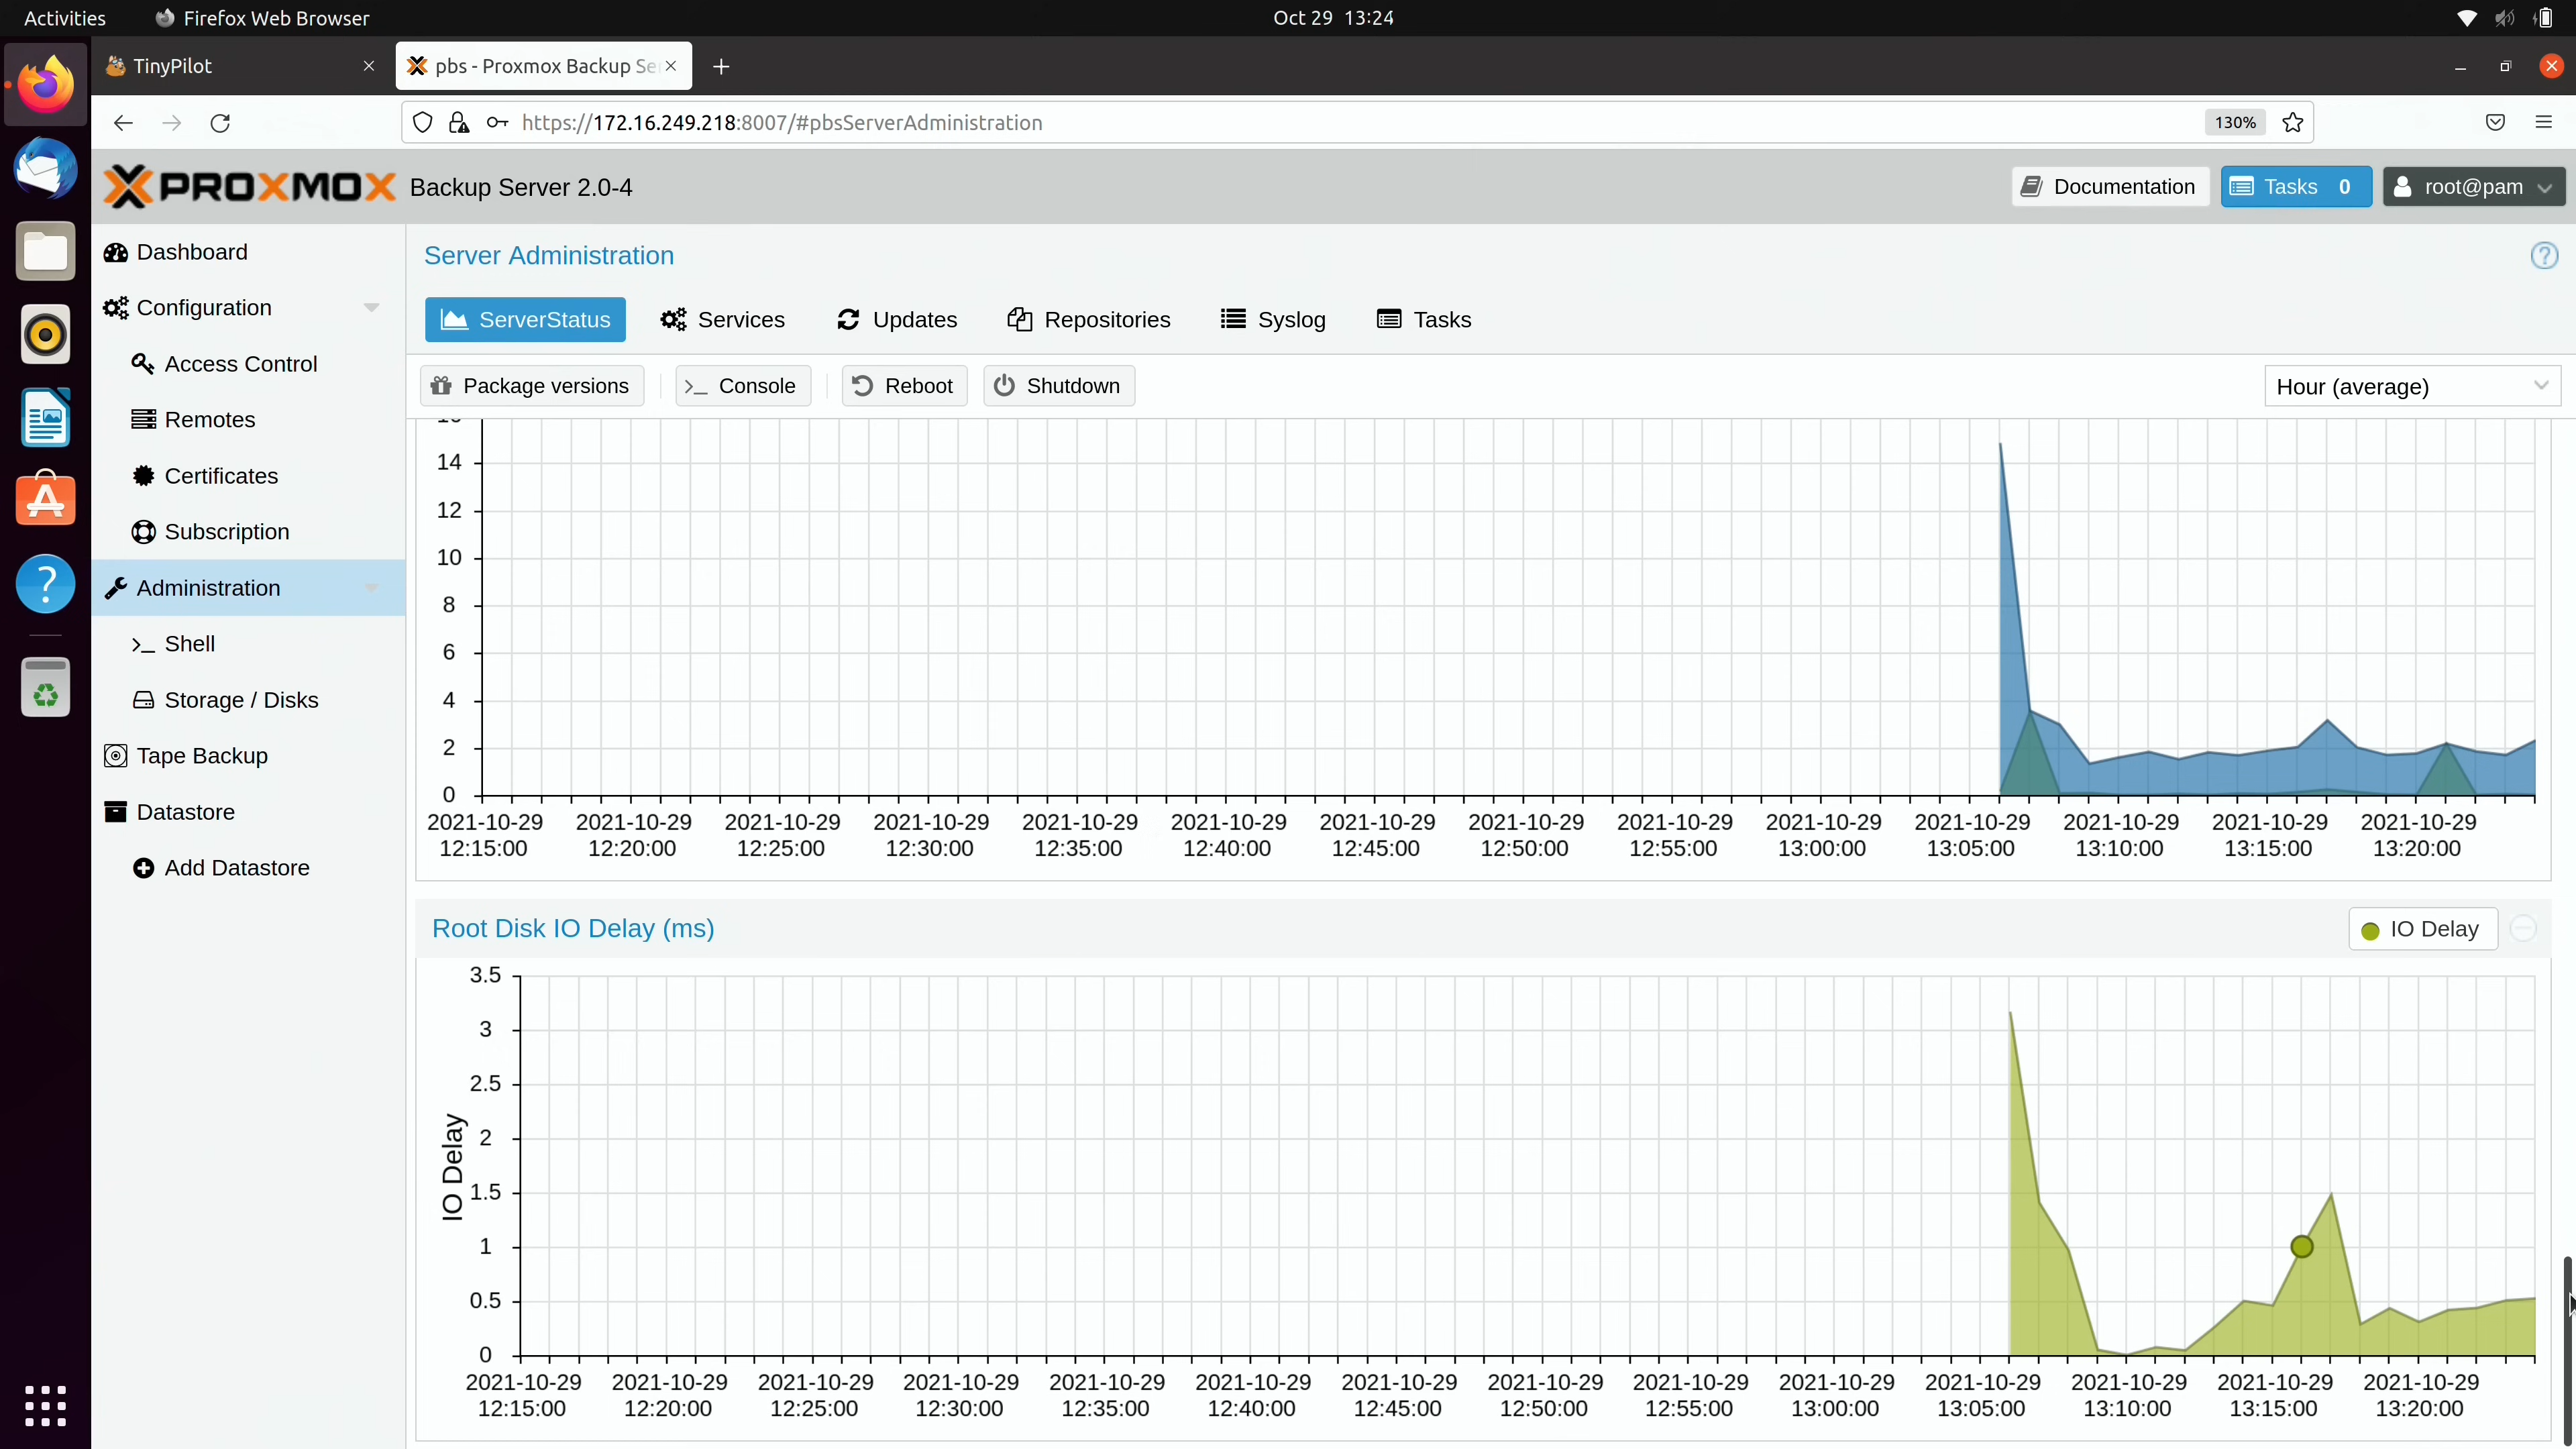 Activities
Firefox Web Browser
Oct 29 13:24
TinyPilot
pbs - Proxmox Backup Se
https://172.16.249.218:8007/#pbsServerAdministration
130%
PROXMOX Backup Server 2.0-4
Documentation
Tasks 0
root@pam
Dashboard
Configuration
Access Control
Remotes
Certificates
Subscription
Administration
Shell
Storage / Disks
Tape Backup
Datastore
Add Datastore
Server Administration
ServerStatus
Services
Updates
Repositories
Syslog
Tasks
Package versions
Console
Reboot
Shutdown
Hour (average)
14
12
10
8
6
4
2
0
2021-10-29 2021-10-29 2021-10-29 2021-10-29 2021-10-29 2021-10-29 2021-10-29 2021-10-29 2021-10-29 2021-10-29 2021-10-29 2021-10-29 2021-10-29 2021-10-29
12:15:00 12:20:00 12:25:00 12:30:00 12:35:00 12:40:00 12:45:00 12:50:00 12:55:00 13:00:00 13:05:00 13:10:00 13:15:00 13:20:00
Root Disk IO Delay (ms)
IO Delay
3.5
3
2.5
2
1.5
1
0.5
0
IO Delay
2021-10-29 2021-10-29 2021-10-29 2021-10-29 2021-10-29 2021-10-29 2021-10-29 2021-10-29 2021-10-29 2021-10-29 2021-10-29 2021-10-29 2021-10-29 2021-10-29
12:15:00 12:20:00 12:25:00 12:30:00 12:35:00 12:40:00 12:45:00 12:50:00 12:55:00 13:00:00 13:05:00 13:10:00 13:15:00 13:20:00